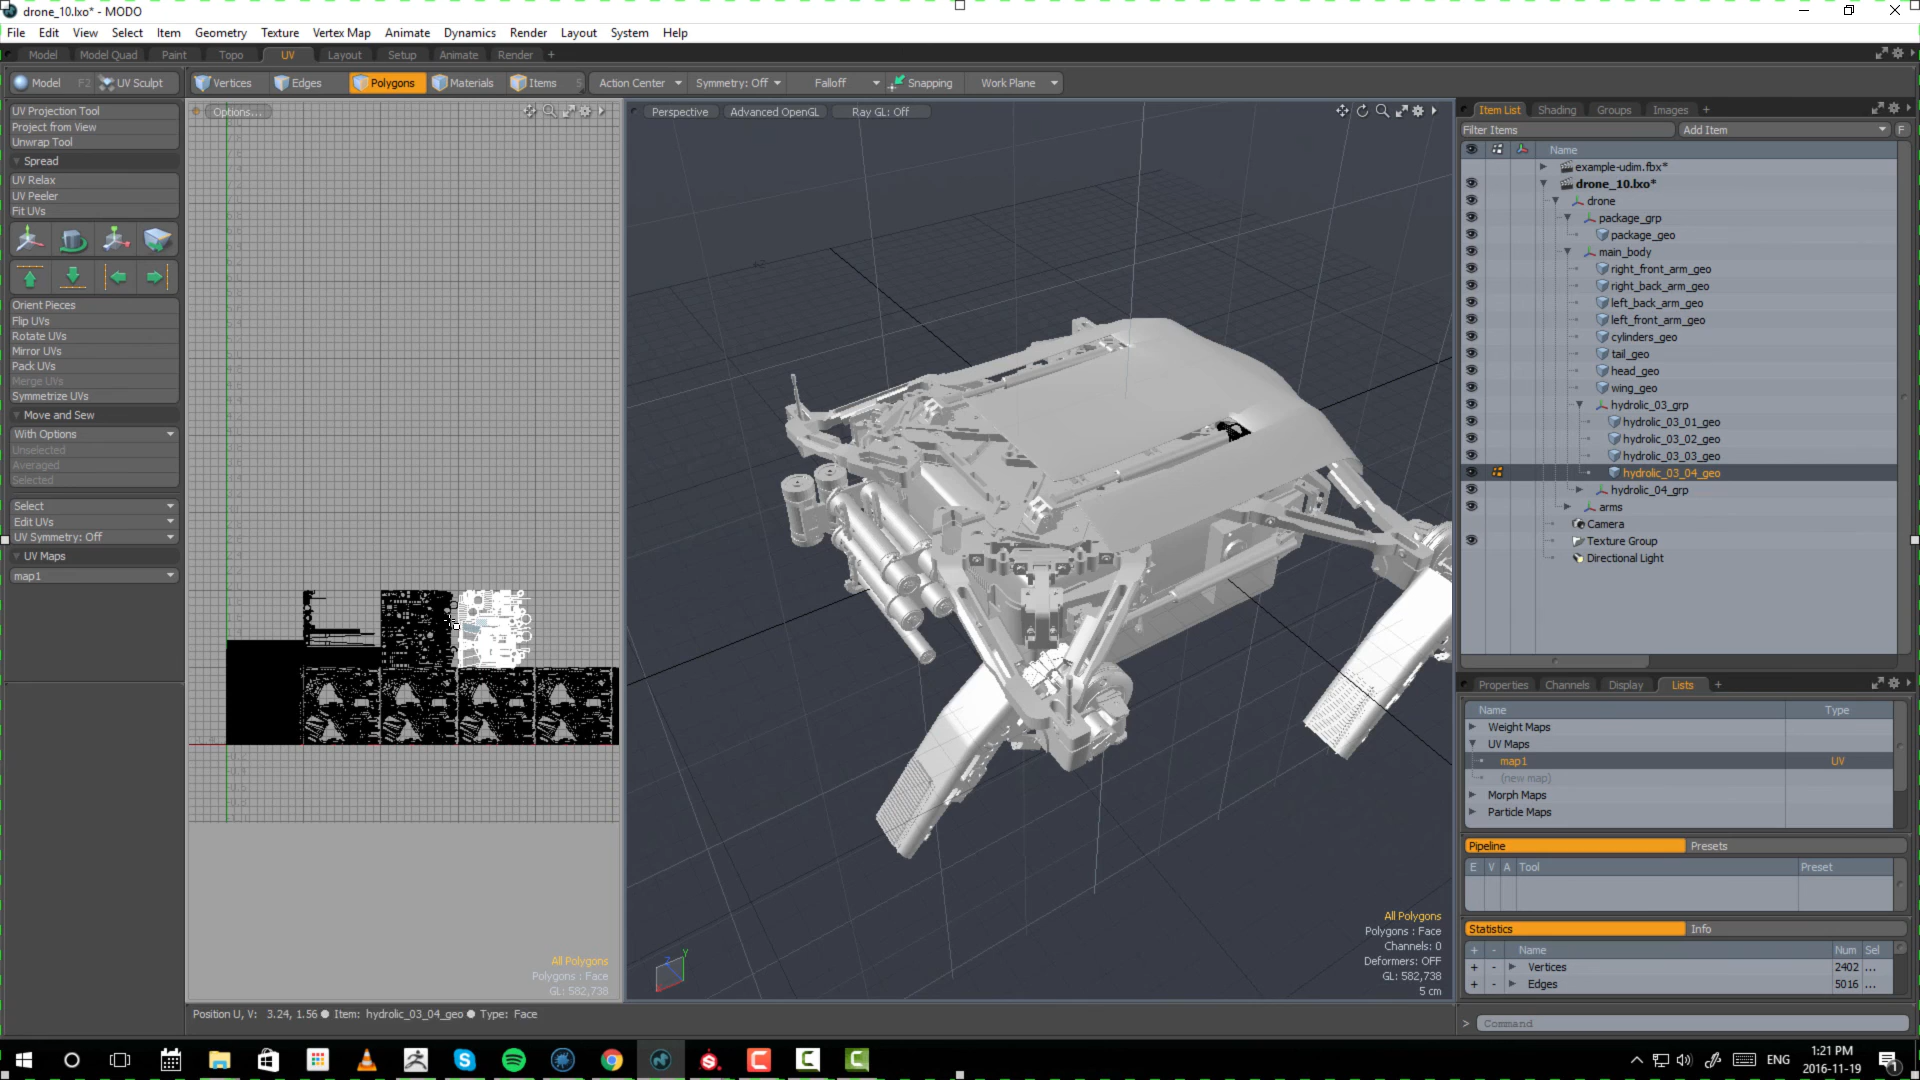 drone_10.lxo* - MODO
File Edit View Select Item Geometry Texture Vertex Map Animate Dynamics Render Layout System Help
Model Model Quad Paint Topo UV Layout Setup Animate Render +
Model F2 UV Sculpt Vertices Edges Polygons Materials Items S Action Center Symmetry: Off Falloff Snapping Work Plane
UV Projection Tool
Project from View
Unwrap Tool
Spread
UV Relax
UV Peeler
Fit UVs
Orient Pieces
Flip UVs
Rotate UVs
Mirror UVs
Pack UVs
Merge UVs
Symmetrize UVs
Move and Sew
With Options
Unselected
Averaged
Selected
Select
Edit UVs
UV Symmetry: Off
UV Maps
map1
Options...
All Polygons
Polygons : Face
GL: 582,738
Perspective Advanced OpenGL Ray GL: Off
All Polygons
Polygons : Face
Channels: 0
Deformers: OFF
GL: 582,738
5 cm
Position U, V: 3.24, 1.56 Item: hydrolic_03_04_geo Type: Face
Item List Shading Groups Images +
Filter Items Add Item F
Name
example-udim.fbx*
drone_10.lxo*
drone
package_grp
package_geo
main_body
right_front_arm_geo
right_back_arm_geo
left_back_arm_geo
left_front_arm_geo
cylinders_geo
tail_geo
head_geo
wing_geo
hydrolic_03_grp
hydrolic_03_01_geo
hydrolic_03_02_geo
hydrolic_03_03_geo
hydrolic_03_04_geo
hydrolic_04_grp
arms
Camera
Texture Group
Directional Light
Properties Channels Display Lists +
Name Type
Weight Maps
UV Maps
map1 UV
(new map)
Morph Maps
Particle Maps
Pipeline Presets
E V A Tool Preset
Statistics Info
+ - Name Num Sel
+ - Vertices 2402 ...
+ - Edges 5016 ...
> Command
ENG
1:21 PM
2016-11-19
1